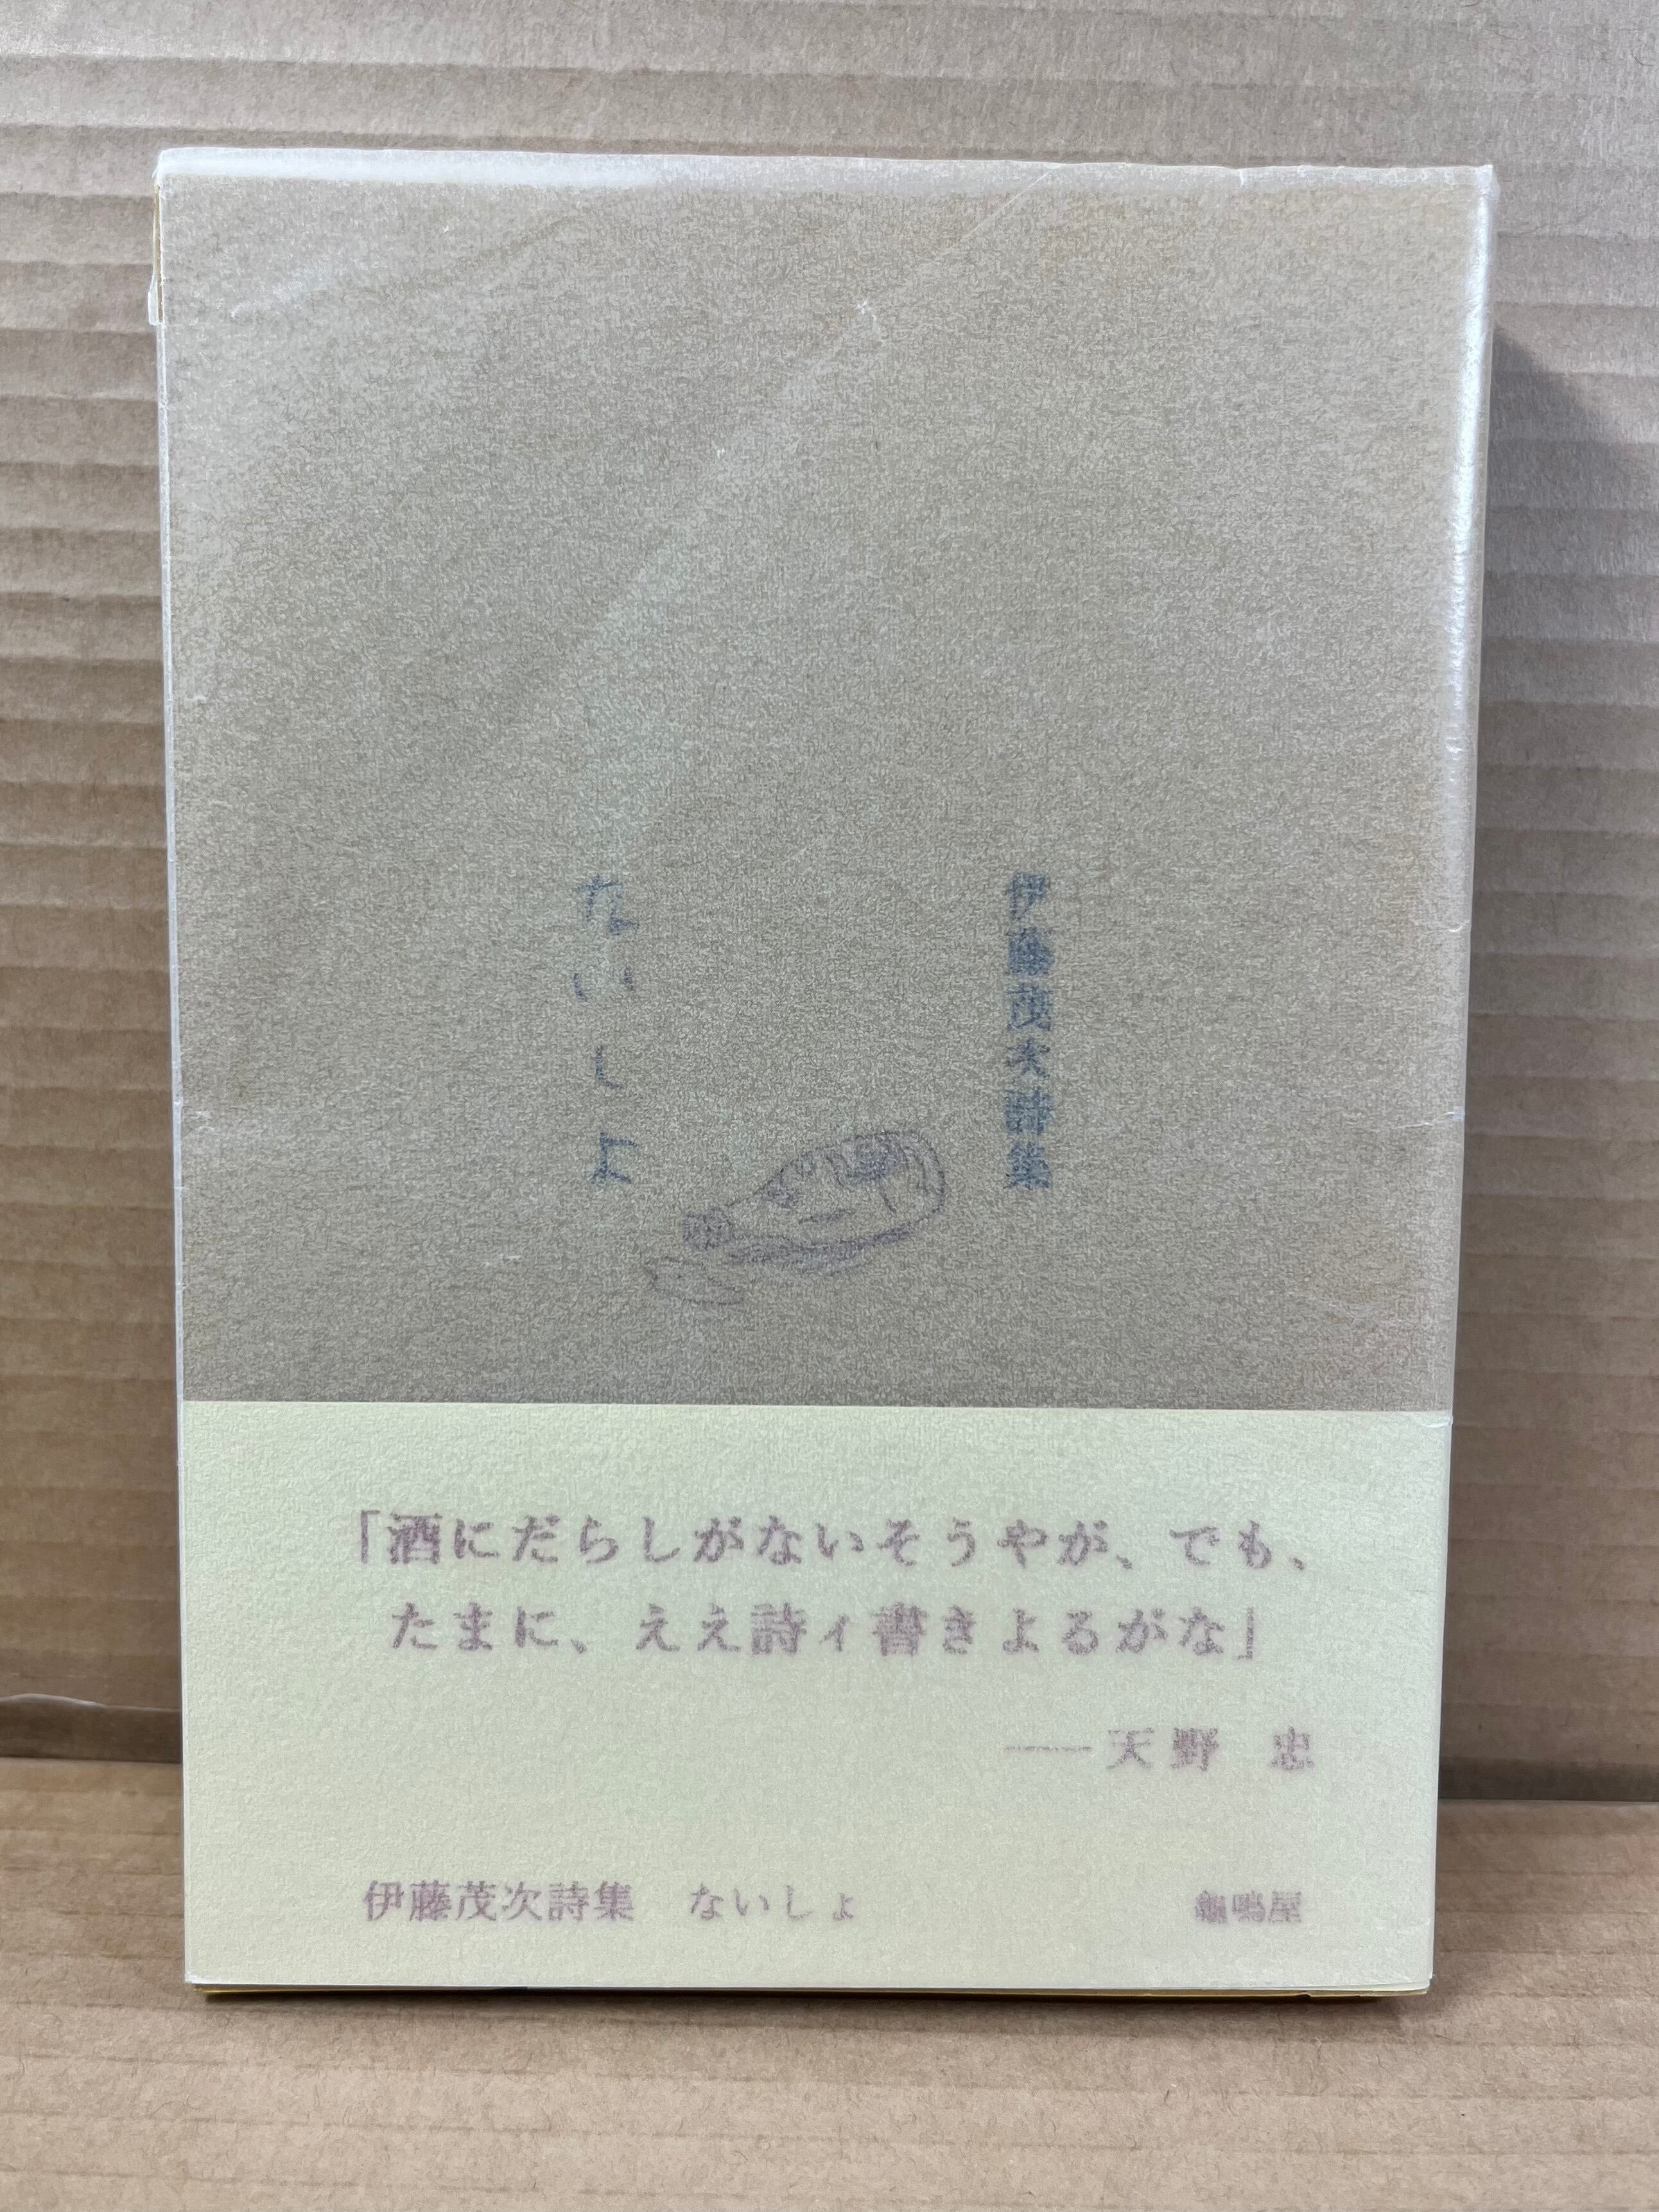 伊藤茂次詩集
ないしょ
「酒にだらしがないそうやが、でも、
たまに、ええ詩ィ書きよるがな」
――天野 忠
伊藤茂次詩集 ないしょ
龜鳴屋